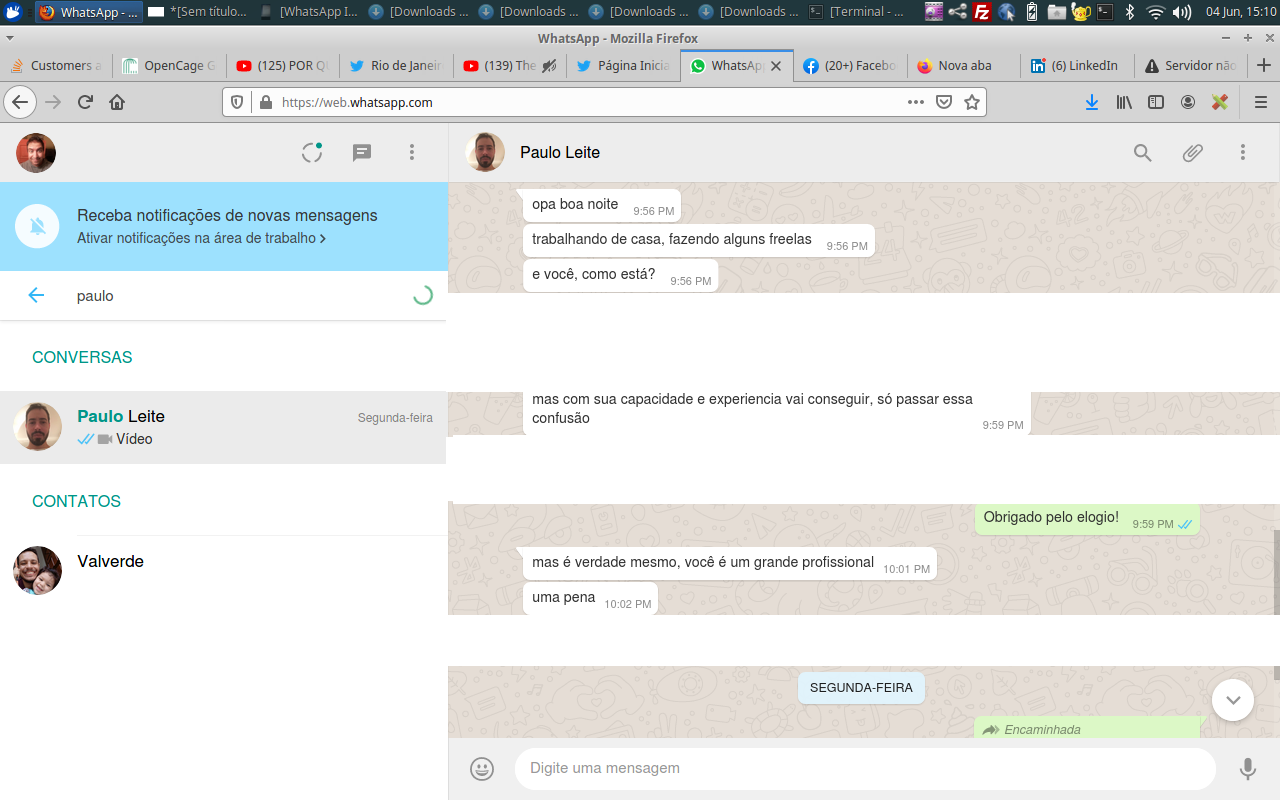 WhatsApp - ...
*[Sem título...
[WhatsApp I...
[Downloads ...
[Downloads ...
[Downloads ...
[Downloads ...
[Terminal - ...
04 Jun, 15:10
WhatsApp - Mozilla Firefox
Customers a
OpenCage G
(125) POR Q
Rio de Janeir
(139) The
Página Inicia
WhatsAp
(20+) Facebo
Nova aba
(6) LinkedIn
Servidor não
https://web.whatsapp.com
Receba notificações de novas mensagens
Ativar notificações na área de trabalho
paulo
CONVERSAS
Paulo Leite
Segunda-feira
Vídeo
CONTATOS
Valverde
Paulo Leite
opa boa noite 9:56 PM
trabalhando de casa, fazendo alguns freelas 9:56 PM
e você, como está? 9:56 PM
mas com sua capacidade e experiencia vai conseguir, só passar essa
confusão 9:59 PM
Obrigado pelo elogio! 9:59 PM
mas é verdade mesmo, você é um grande profissional 10:01 PM
uma pena 10:02 PM
SEGUNDA-FEIRA
Encaminhada
Digite uma mensagem